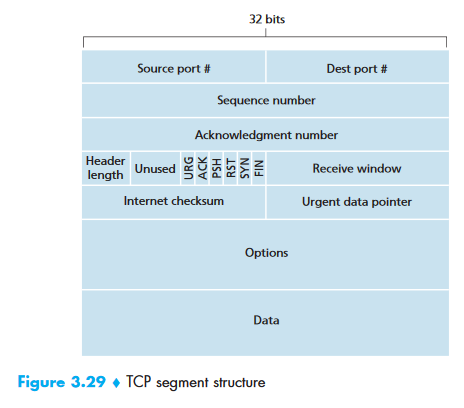 32 bits
Source port #
Dest port #
Sequence number
Acknowledgment number
Header
length
Unused
URG
ACK
PSH
RST
SYN
FIN
Receive window
Internet checksum
Urgent data pointer
Options
Data
Figure 3.29 ♦ TCP segment structure